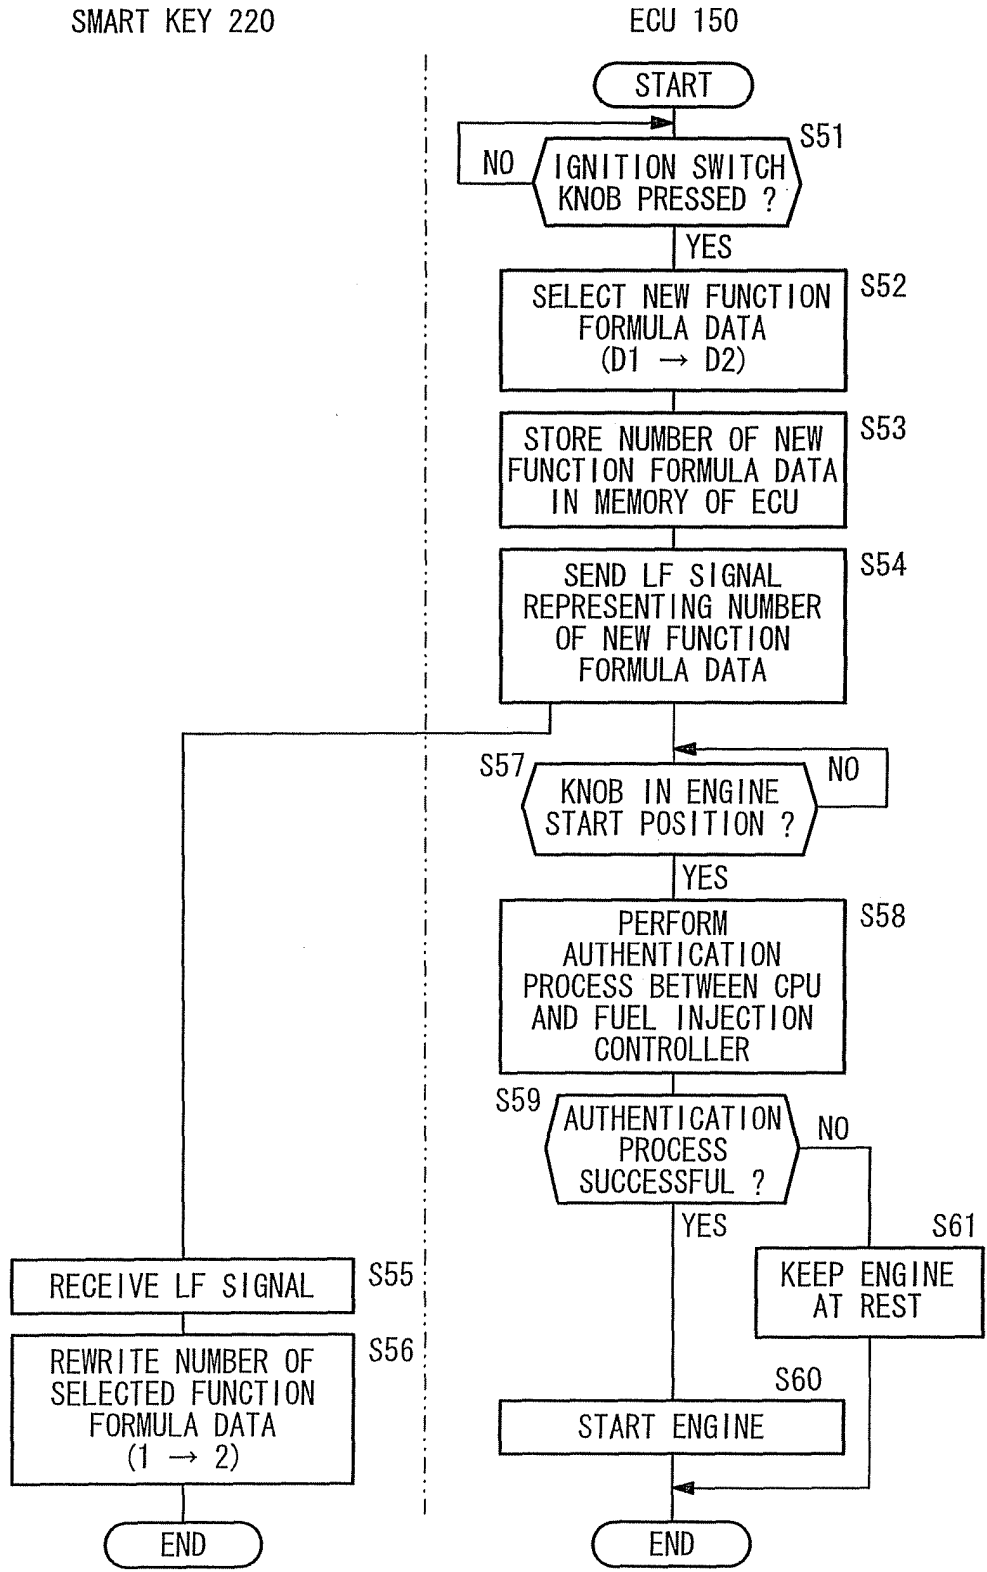 SMART KEY 220
ECU 150
START
S51
IGNITION SWITCH
KNOB PRESSED ?
NO
YES
S52
SELECT NEW FUNCTION
FORMULA DATA
(D1 → D2)
S53
STORE NUMBER OF NEW
FUNCTION FORMULA DATA
IN MEMORY OF ECU
S54
SEND LF SIGNAL
REPRESENTING NUMBER
OF NEW FUNCTION
FORMULA DATA
S57
KNOB IN ENGINE
START POSITION ?
NO
YES
S58
PERFORM
AUTHENTICATION
PROCESS BETWEEN CPU
AND FUEL INJECTION
CONTROLLER
S59
AUTHENTICATION
PROCESS
SUCCESSFUL ?
NO
YES
S61
KEEP ENGINE
AT REST
S60
START ENGINE
END
S55
RECEIVE LF SIGNAL
S56
REWRITE NUMBER OF
SELECTED FUNCTION
FORMULA DATA
(1 → 2)
END